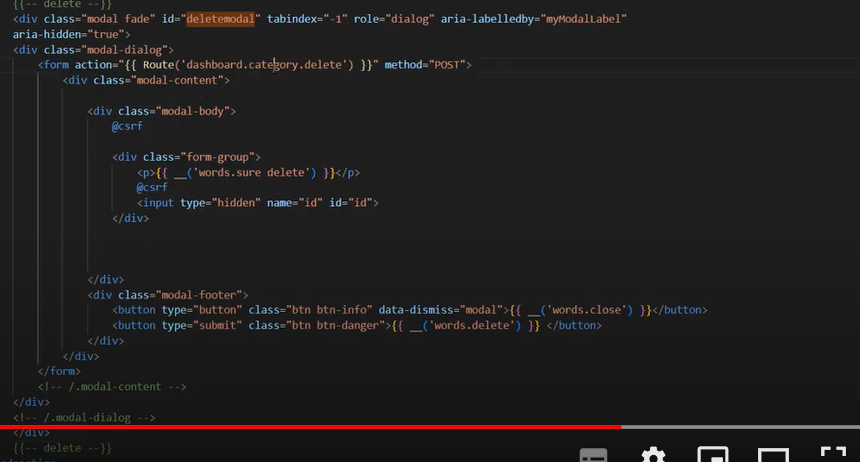 {{-- delete --}}
<div class="modal fade" id="deletemodal" tabindex="-1" role="dialog" aria-labelledby="myModalLabel"
aria-hidden="true">
<div class="modal-dialog">
<form action="{{ Route('dashboard.category.delete') }}" method="POST">
<div class="modal-content">
<div class="modal-body">
@csrf
<div class="form-group">
<p>{{ __('words.sure delete') }}</p>
@csrf
<input type="hidden" name="id" id="id">
</div>
</div>
<div class="modal-footer">
<button type="button" class="btn btn-info" data-dismiss="modal">{{ __('words.close') }}</button>
<button type="submit" class="btn btn-danger">{{ __('words.delete') }} </button>
</div>
</div>
</form>
<!-- /.modal-content -->
</div>
<!-- /.modal-dialog -->
</div>
{{-- delete --}}